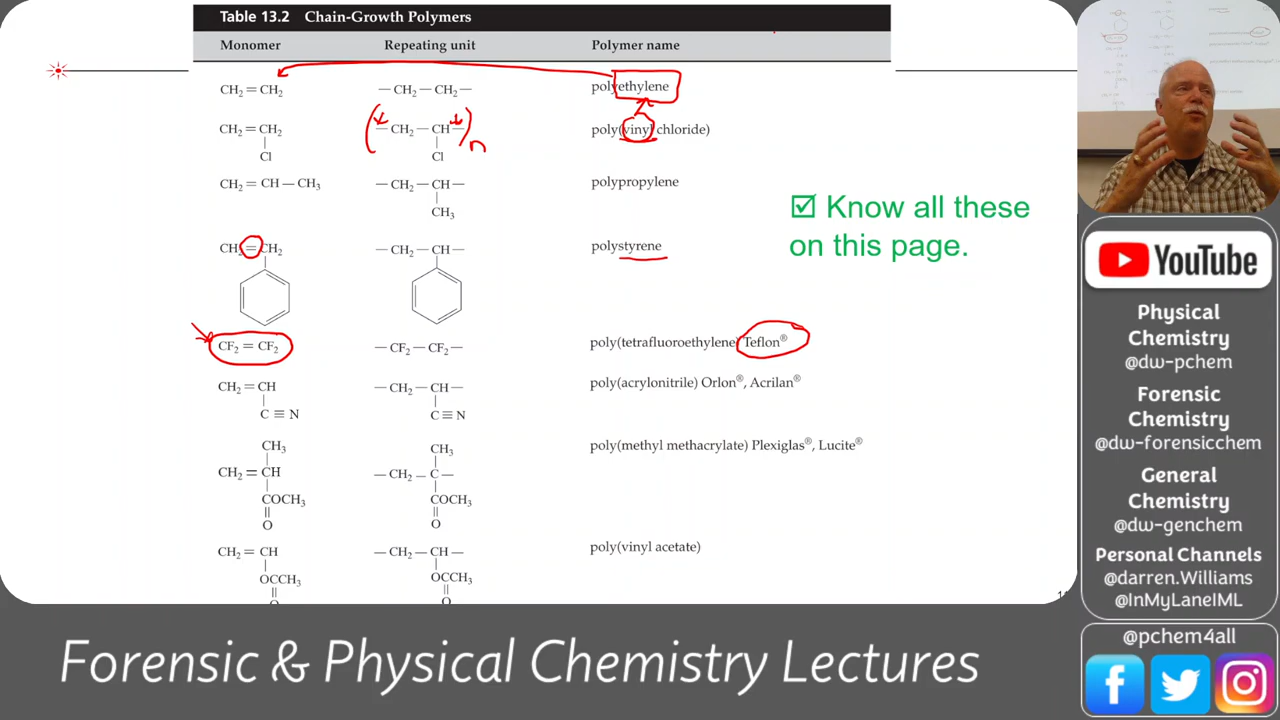 Table 13.2 Chain-Growth Polymers
Monomer Repeating unit Polymer name
CH₂ = CH₂ — CH₂ — CH₂ — polyethylene
CH₂ = CH₂ — CH₂ — CH — poly(vinyl chloride)
Cl Cl
n
CH₂ = CH — CH₃ — CH₂ — CH — polypropylene
CH₃
CH₂ = CH₂ — CH₂ — CH — polystyrene
CF₂ = CF₂ — CF₂ — CF₂ — poly(tetrafluoroethylene) Teflon®
CH₂ = CH — CH₂ — CH — poly(acrylonitrile) Orlon®, Acrilan®
C ≡ N C ≡ N
CH₃ CH₃ poly(methyl methacrylate) Plexiglas®, Lucite®
CH₂ = CH — CH₂ — C —
COCH₃ COCH₃
O O
CH₂ = CH — CH₂ — CH — poly(vinyl acetate)
OCCH₃ OCCH₃
O O
☑ Know all these
on this page.
YouTube
Physical
Chemistry
@dw-pchem
Forensic
Chemistry
@dw-forensicchem
General
Chemistry
@dw-genchem
Personal Channels
@darren.Williams
@InMyLaneIML
@pchem4all
Forensic & Physical Chemistry Lectures